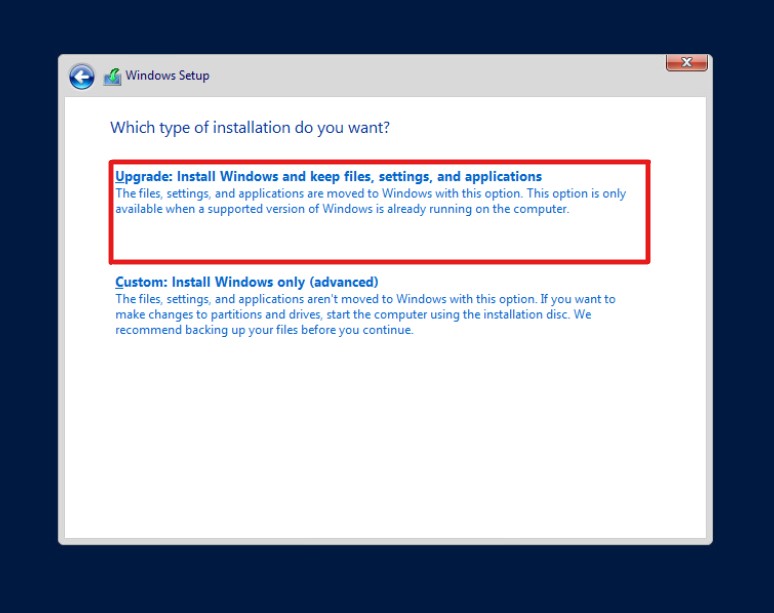 Windows Setup
Which type of installation do you want?
Upgrade: Install Windows and keep files, settings, and applications
The files, settings, and applications are moved to Windows with this option. This option is only
available when a supported version of Windows is already running on the computer.
Custom: Install Windows only (advanced)
The files, settings, and applications aren't moved to Windows with this option. If you want to
make changes to partitions and drives, start the computer using the installation disc. We
recommend backing up your files before you continue.